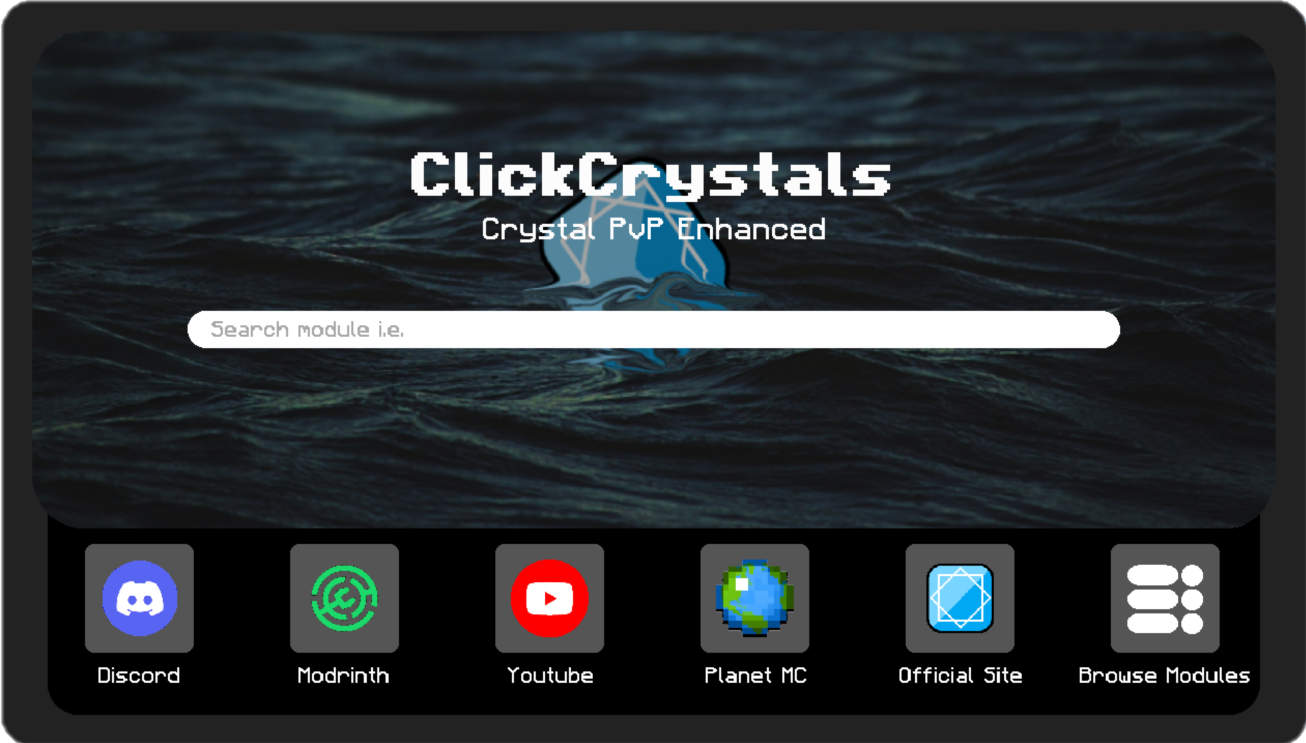 ClickCrystals
Crystal PvP Enhanced
Search module i.e.
Discord
Modrinth
Youtube
Planet MC
Official Site
Browse Modules